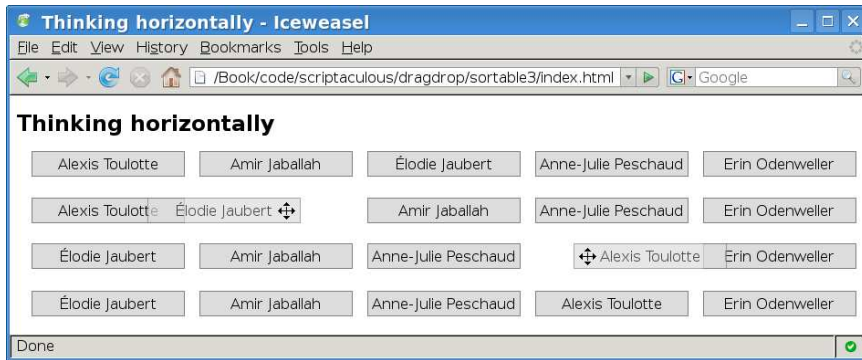 Thinking horizontally - Iceweasel
File Edit View History Bookmarks Tools Help
/Book/code/scriptaculous/dragdrop/sortable3/index.html G Google
Thinking horizontally
Alexis Toulotte Amir Jaballah Élodie Jaubert Anne-Julie Peschaud Erin Odenweller
Alexis Toulotte Élodie Jaubert Amir Jaballah Anne-Julie Peschaud Erin Odenweller
Élodie Jaubert Amir Jaballah Anne-Julie Peschaud Alexis Toulotte Erin Odenweller
Élodie Jaubert Amir Jaballah Anne-Julie Peschaud Alexis Toulotte Erin Odenweller
Done